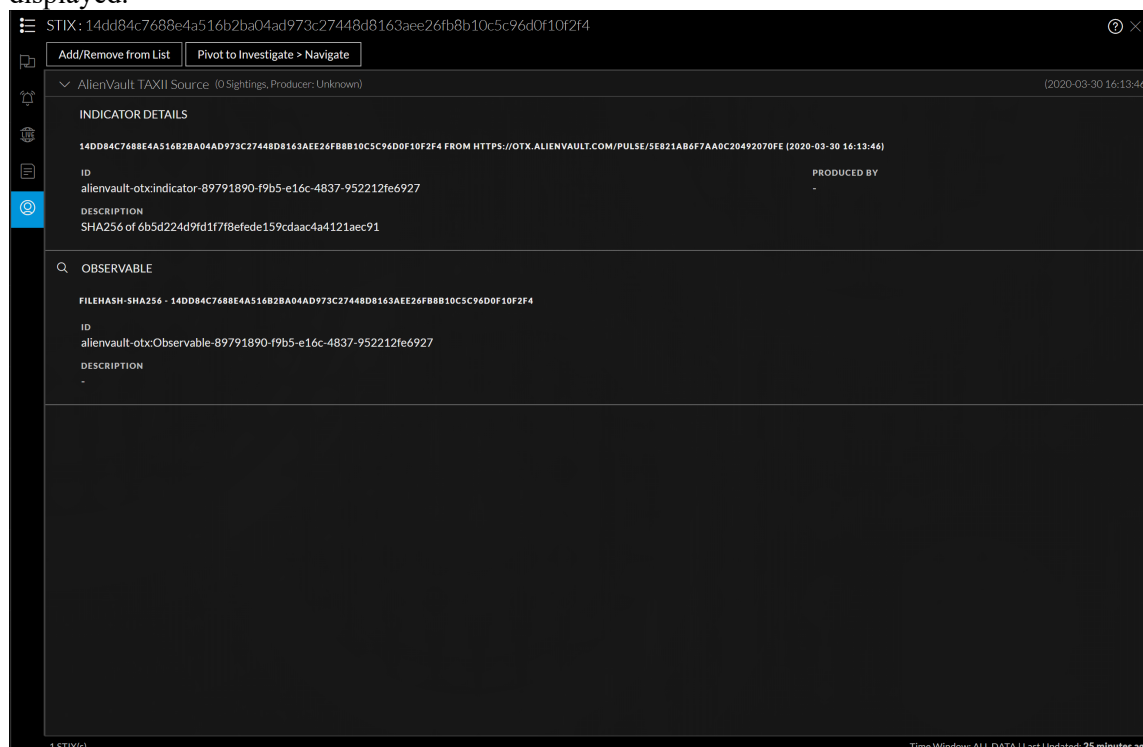 displayed.
STIX : 14dd84c7688e4a516b2ba04ad973c27448d8163aee26fb8b10c5c96d0f10f2f4
Add/Remove from List Pivot to Investigate > Navigate
AlienVault TAXII Source (0 Sightings, Producer: Unknown) (2020-03-30 16:13:46
INDICATOR DETAILS
14DD84C7688E4A516B2BA04AD973C27448D8163AEE26FB8B10C5C96D0F10F2F4 FROM HTTPS://OTX.ALIENVAULT.COM/PULSE/5E821AB6F7AA0C20492070FE (2020-03-30 16:13:46)
ID PRODUCED BY
alienvault-otx:indicator-89791890-f9b5-e16c-4837-952212fe6927 -
DESCRIPTION
SHA256 of 6b5d224d9fd1f7f8efede159cdaac4a4121aec91
OBSERVABLE
FILEHASH-SHA256 - 14DD84C7688E4A516B2BA04AD973C27448D8163AEE26FB8B10C5C96D0F10F2F4
ID
alienvault-otx:Observable-89791890-f9b5-e16c-4837-952212fe6927
DESCRIPTION
-
1 STIX(s) Time Window: ALL DATA | Last Updated: 35 minutes